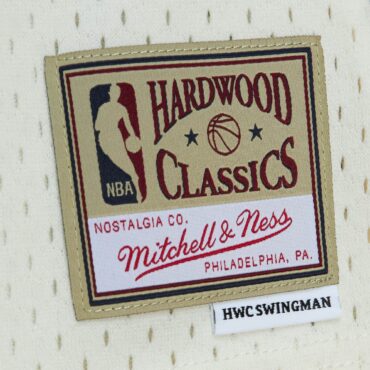 HARDWOOD
NBA
CLASSICS
NOSTALGIA CO.
Mitchell & Ness
PHILADELPHIA, PA.
HWC SWINGMAN